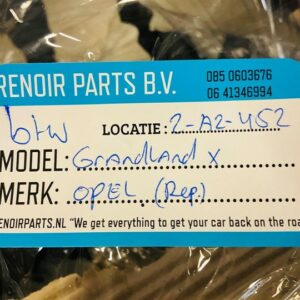 RENOIR PARTS B.V. 085 0603676
06 41346994
btw LOCATIE: 2-A2-452
MODEL: Grandland X
MERK: OPEL (Rep.)
ENOIRPARTS.NL “We get everything to get your car back on the roa